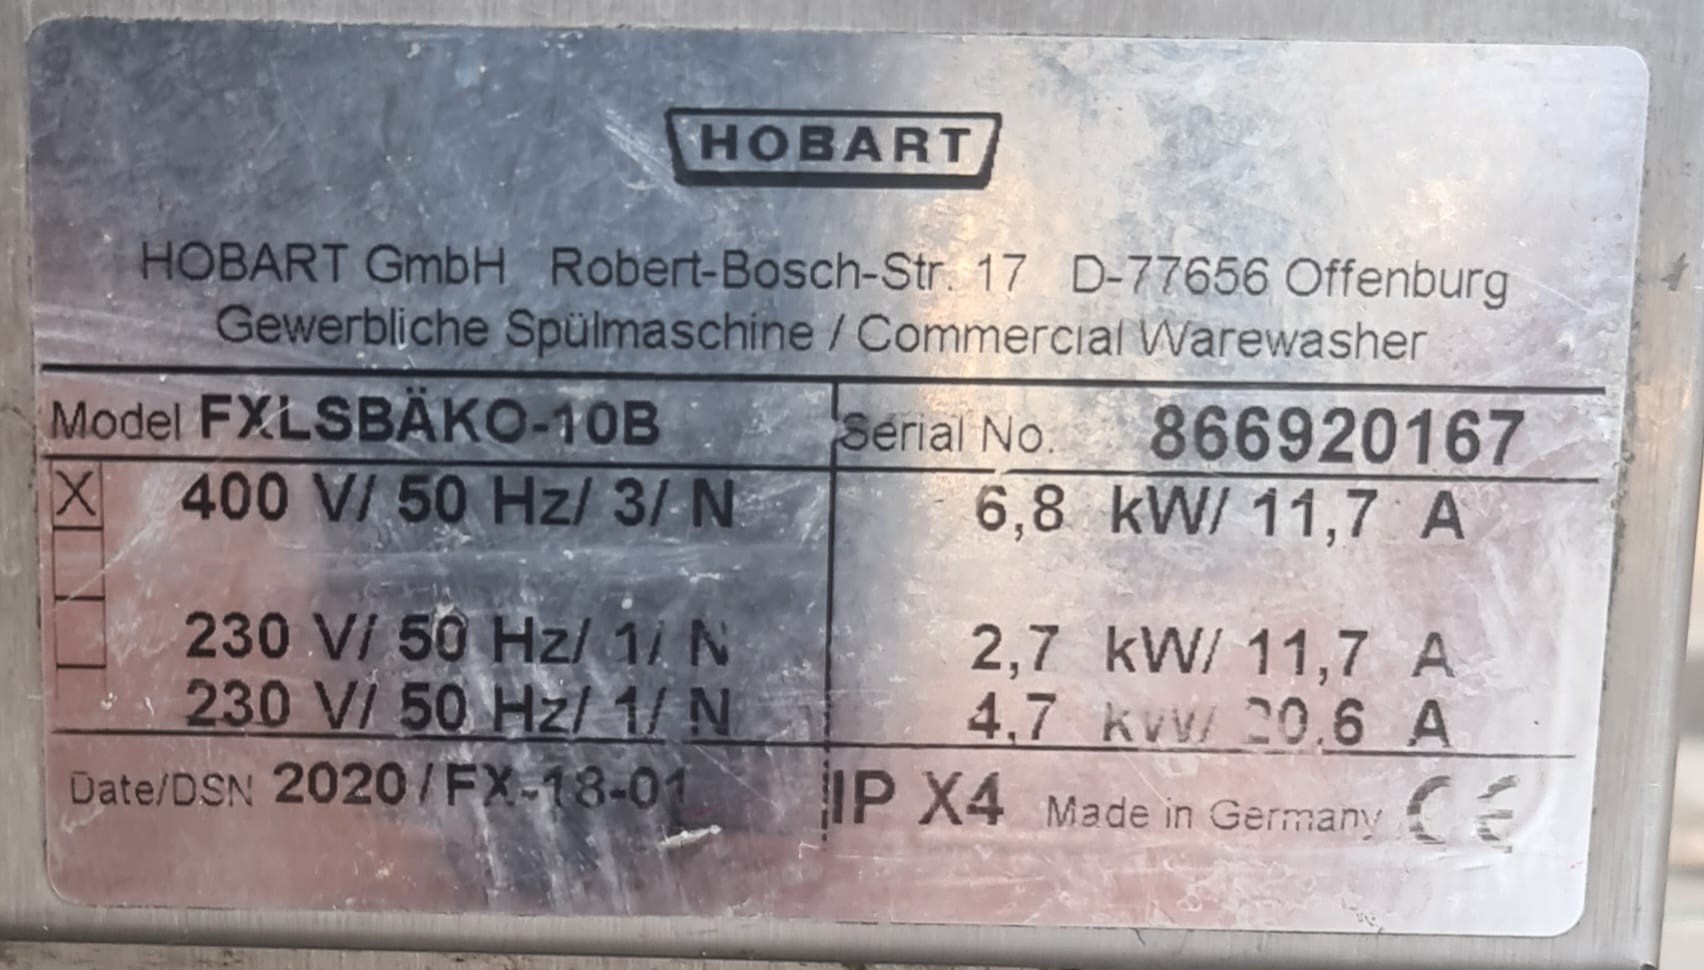 HOBART
HOBART GmbH Robert-Bosch-Str. 17 D-77656 Offenburg
Gewerbliche Spülmaschine / Commercial Warewasher
Model FXLSBÄKO-10B Serial No. 866920167
X 400 V/ 50 Hz/ 3/ N 6,8 kW/ 11,7 A
230 V/ 50 Hz/ 1/ N 2,7 kW/ 11,7 A
230 V/ 50 Hz/ 1/ N 4,7 kW/ 20,6 A
Date/DSN 2020/FX-18-01 IP X4 Made in Germany CE